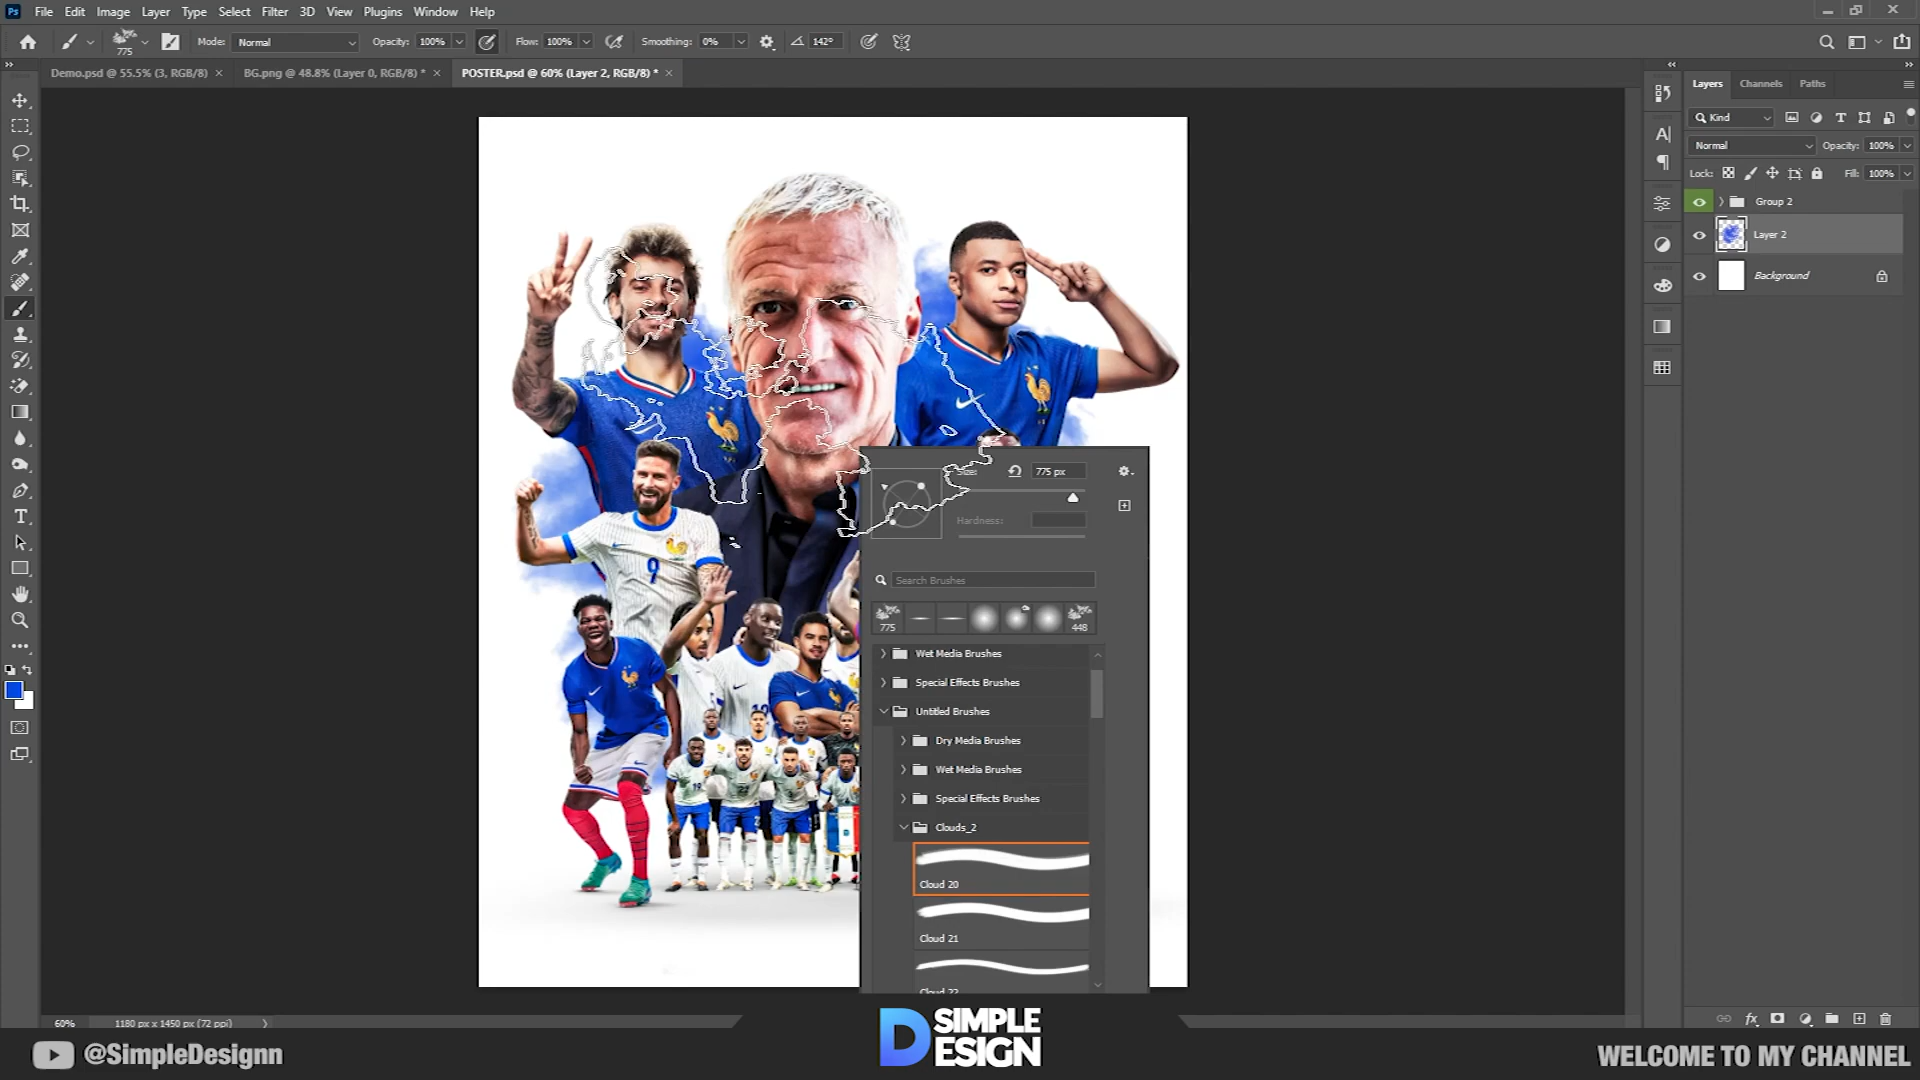 Ps File Edit Image Layer Type Select Filter 3D View Plugins Window Help
775 Mode: Normal Opacity: 100% Flow: 100% Smoothing: 0% 142°
Demo.psd @ 55.5% (3, RGB/8) × BG.png @ 48.8% (Layer 0, RGB/8) * × POSTER.psd @ 60% (Layer 2, RGB/8) * ×
Layers Channels Paths
Kind
Normal Opacity: 100%
Lock: Fill: 100%
Group 2
Layer 2
Background
9
Size: 775 px
Hardness:
Search Brushes
775 448
Wet Media Brushes
Special Effects Brushes
Untitled Brushes
Dry Media Brushes
Wet Media Brushes
Special Effects Brushes
Clouds_2
Cloud 20
Cloud 21
Cloud 22
60% 1180 px x 1450 px (72 ppi)
@SimpleDesignn
SIMPLE
DESIGN
WELCOME TO MY CHANNEL